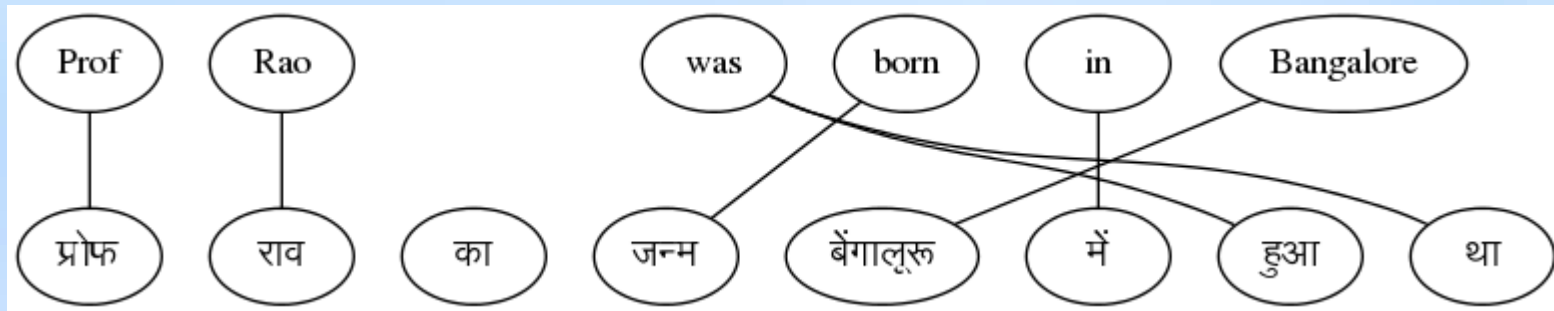 Prof Rao was born in Bangalore
प्रोफ राव का जन्म बेंगालूरू में हुआ था